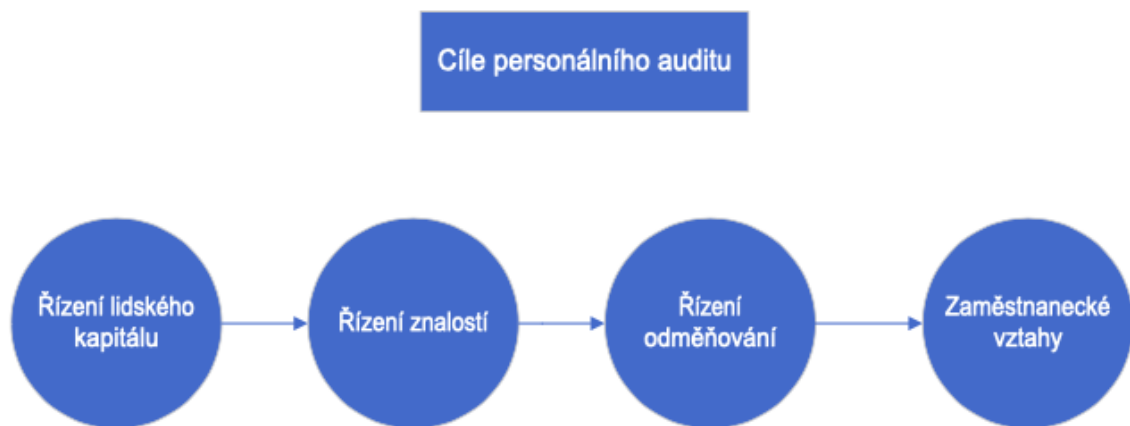 Cíle personálního auditu
Řízení lidského
kapitálu
Řízení znalostí
Řízení
odměňování
Zaměstnanecké
vztahy